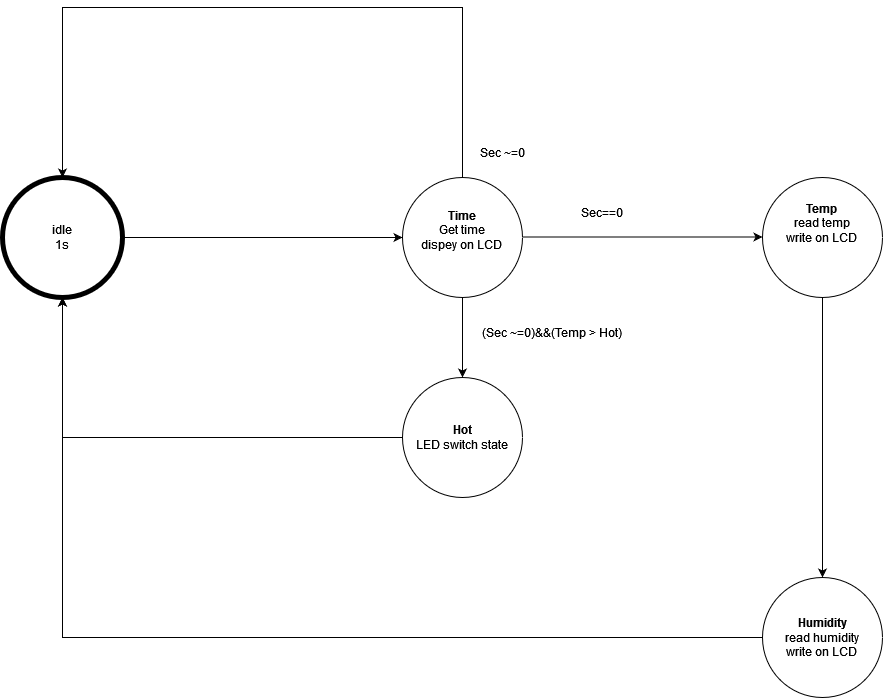 Sec ~=0
idle
1s
Time
Get time
dispey on LCD
Sec==0
Temp
read temp
write on LCD
(Sec ~=0)&&(Temp > Hot)
Hot
LED switch state
Humidity
read humidity
write on LCD